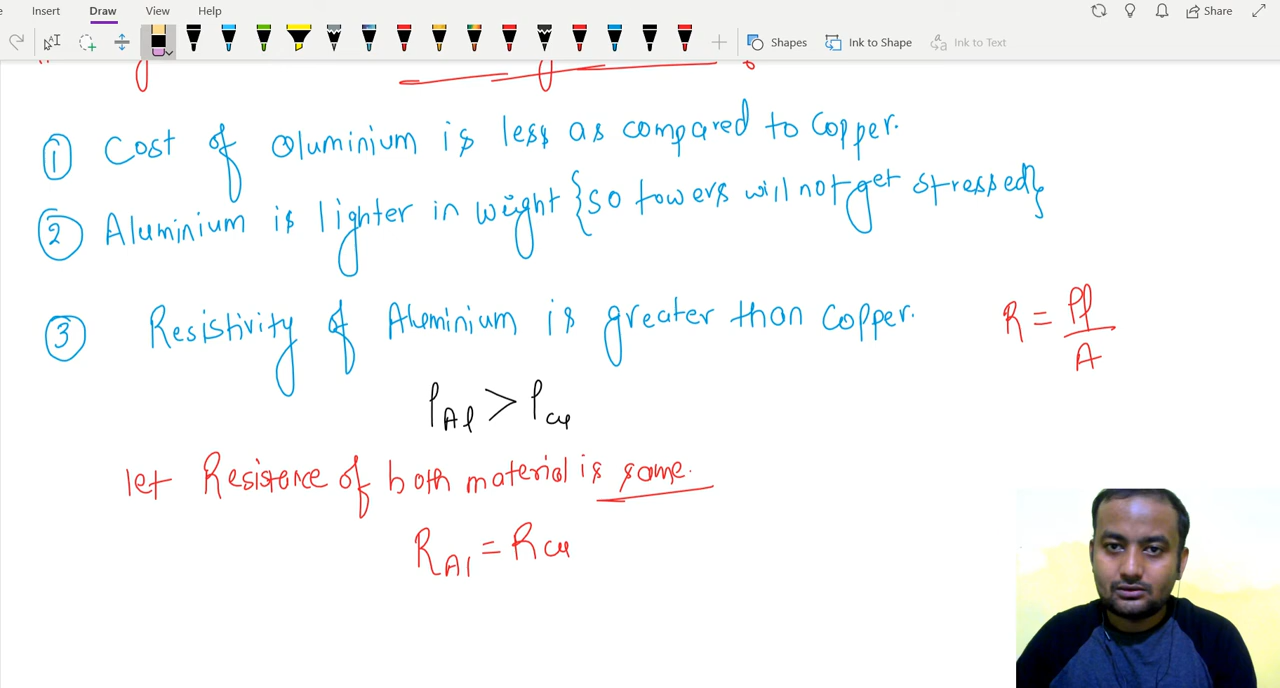 Insert Draw View Help
Share
Shapes Ink to Shape Ink to Text
① Cost of aluminium is less as compared to Copper.
② Aluminium is lighter in weight {so towers will not get stressed}
③ Resistivity of Aluminium is greater than Copper.
R = ρl/A
ρAl > ρcu
let Resistance of both material is same.
RAl = Rcu